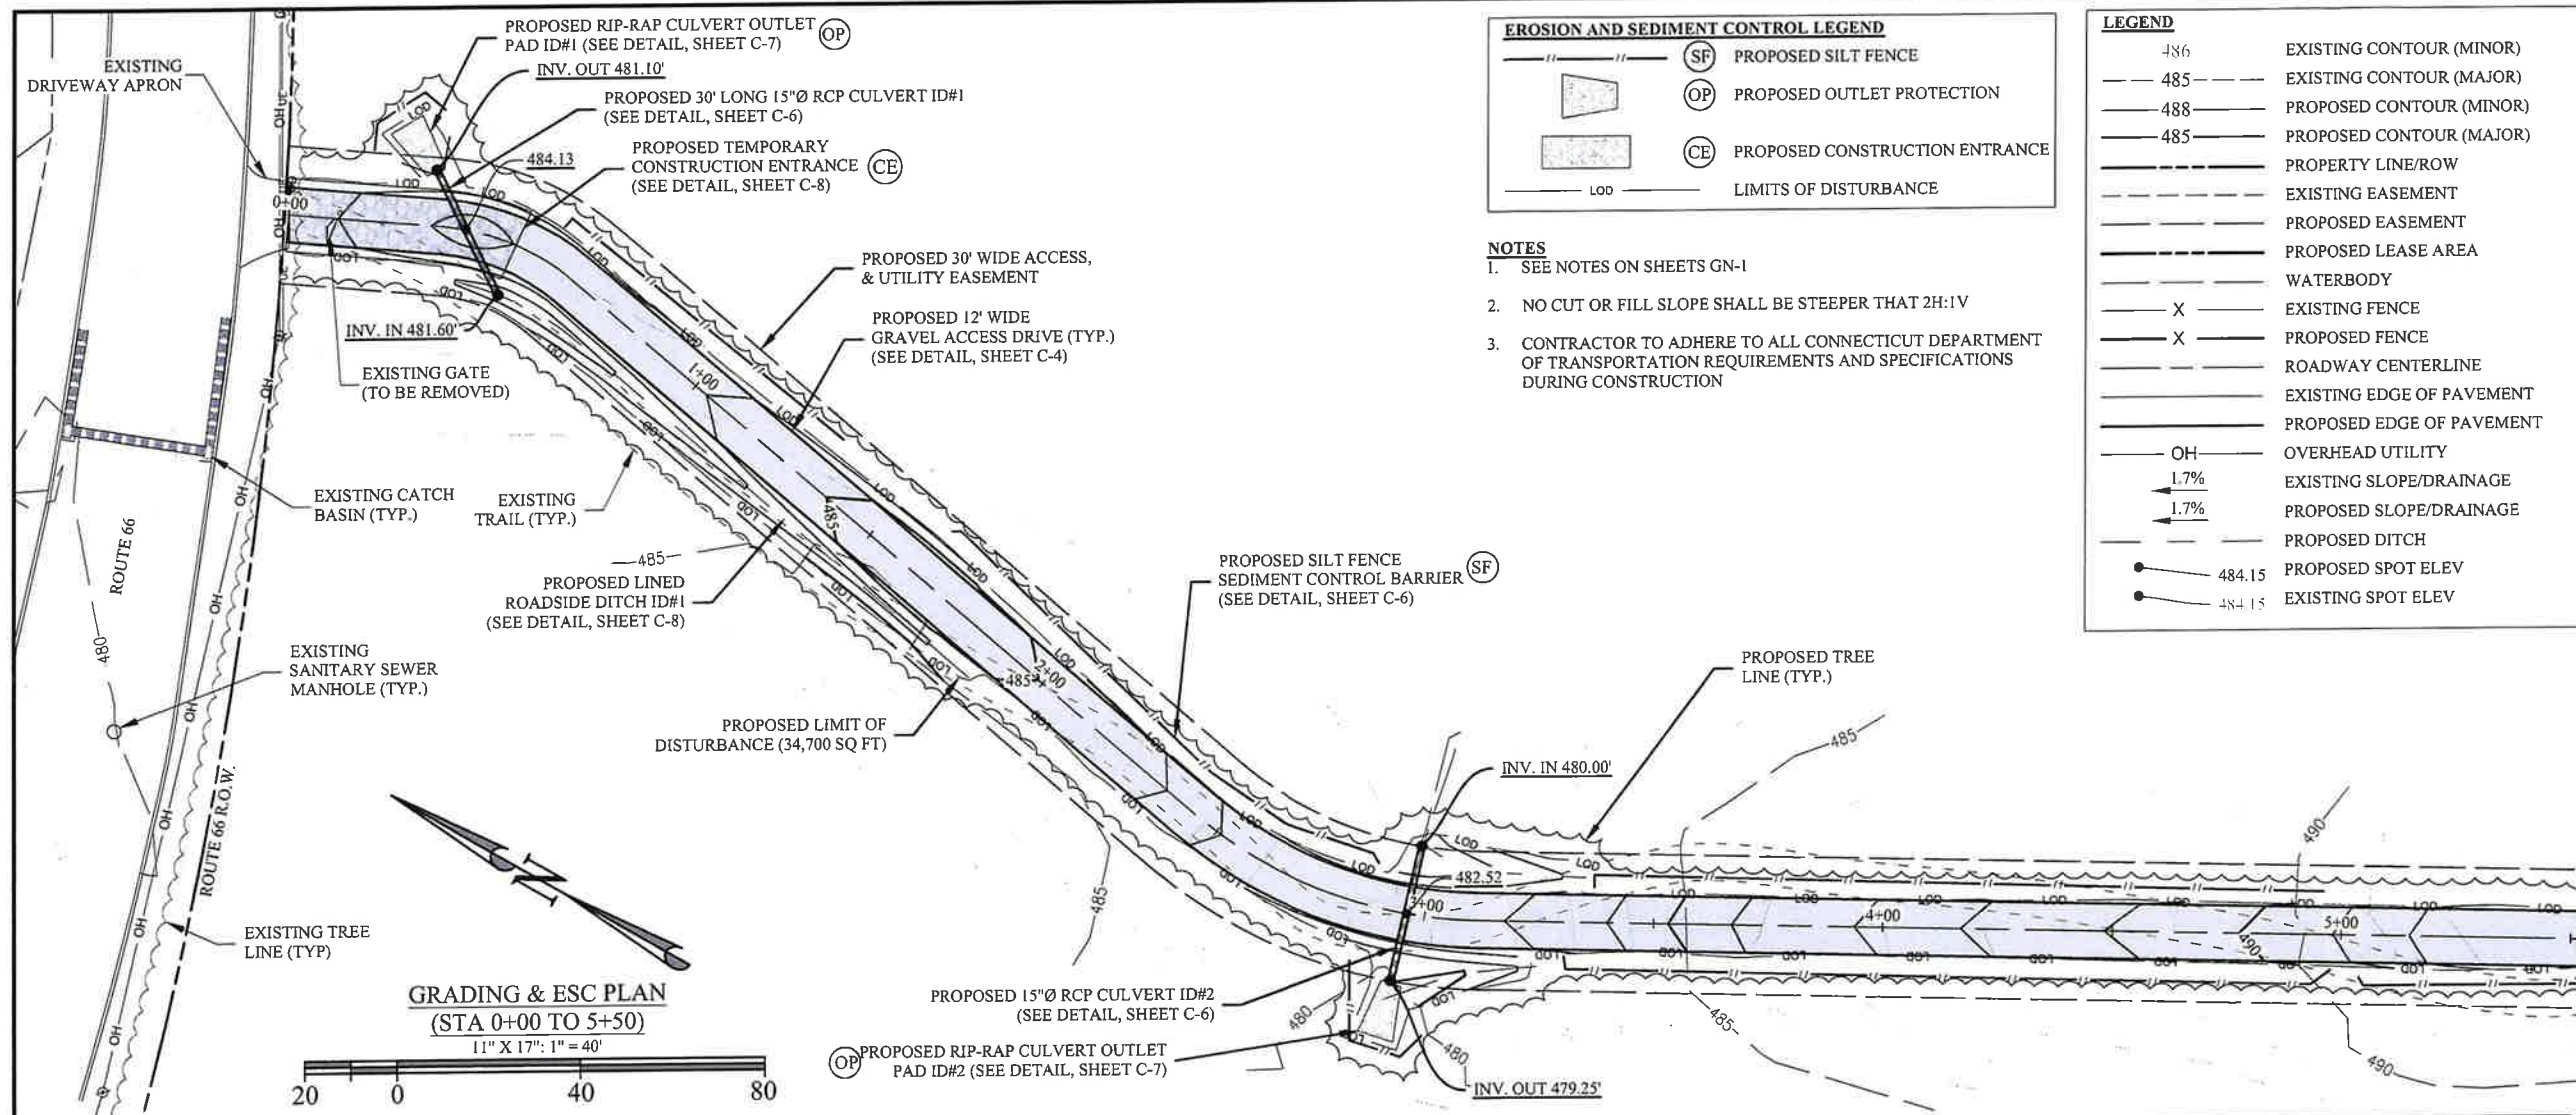 PROPOSED RIP-RAP CULVERT OUTLET
PAD ID#1 (SEE DETAIL, SHEET C-7)
OP
EXISTING
DRIVEWAY APRON
INV. OUT 481.10'
PROPOSED 30' LONG 15"Ø RCP CULVERT ID#1
(SEE DETAIL, SHEET C-6)
PROPOSED TEMPORARY
CONSTRUCTION ENTRANCE
(SEE DETAIL, SHEET C-8)
CE
484.13
0+00
PROPOSED 30' WIDE ACCESS,
& UTILITY EASEMENT
PROPOSED 12' WIDE
GRAVEL ACCESS DRIVE (TYP.)
(SEE DETAIL, SHEET C-4)
INV. IN 481.60'
EXISTING GATE
(TO BE REMOVED)
1+00
EXISTING CATCH
BASIN (TYP.)
EXISTING
TRAIL (TYP.)
ROUTE 66
485
485
PROPOSED LINED
ROADSIDE DITCH ID#1
(SEE DETAIL, SHEET C-8)
PROPOSED SILT FENCE
SEDIMENT CONTROL BARRIER
(SEE DETAIL, SHEET C-6)
SF
480
EXISTING
SANITARY SEWER
MANHOLE (TYP.)
2+00
485
PROPOSED TREE
LINE (TYP.)
PROPOSED LIMIT OF
DISTURBANCE (34,700 SQ FT)
485
INV. IN 480.00'
ROUTE 66 R.O.W.
490
485
482.52
3+00
4+00
5+00
490
EXISTING TREE
LINE (TYP)
N
PROPOSED 15"Ø RCP CULVERT ID#2
(SEE DETAIL, SHEET C-6)
480
485
OP
PROPOSED RIP-RAP CULVERT OUTLET
PAD ID#2 (SEE DETAIL, SHEET C-7)
480
490
INV. OUT 479.25'
GRADING & ESC PLAN
(STA 0+00 TO 5+50)
11" X 17": 1" = 40'
20 0 40 80
EROSION AND SEDIMENT CONTROL LEGEND
SF PROPOSED SILT FENCE
OP PROPOSED OUTLET PROTECTION
CE PROPOSED CONSTRUCTION ENTRANCE
LOD LIMITS OF DISTURBANCE
NOTES
1. SEE NOTES ON SHEETS GN-1
2. NO CUT OR FILL SLOPE SHALL BE STEEPER THAT 2H:1V
3. CONTRACTOR TO ADHERE TO ALL CONNECTICUT DEPARTMENT
OF TRANSPORTATION REQUIREMENTS AND SPECIFICATIONS
DURING CONSTRUCTION
LEGEND
486 EXISTING CONTOUR (MINOR)
485 EXISTING CONTOUR (MAJOR)
488 PROPOSED CONTOUR (MINOR)
485 PROPOSED CONTOUR (MAJOR)
PROPERTY LINE/ROW
EXISTING EASEMENT
PROPOSED EASEMENT
PROPOSED LEASE AREA
WATERBODY
X EXISTING FENCE
X PROPOSED FENCE
ROADWAY CENTERLINE
EXISTING EDGE OF PAVEMENT
PROPOSED EDGE OF PAVEMENT
OH OVERHEAD UTILITY
1.7% EXISTING SLOPE/DRAINAGE
1.7% PROPOSED SLOPE/DRAINAGE
PROPOSED DITCH
484.15 PROPOSED SPOT ELEV
484.15 EXISTING SPOT ELEV